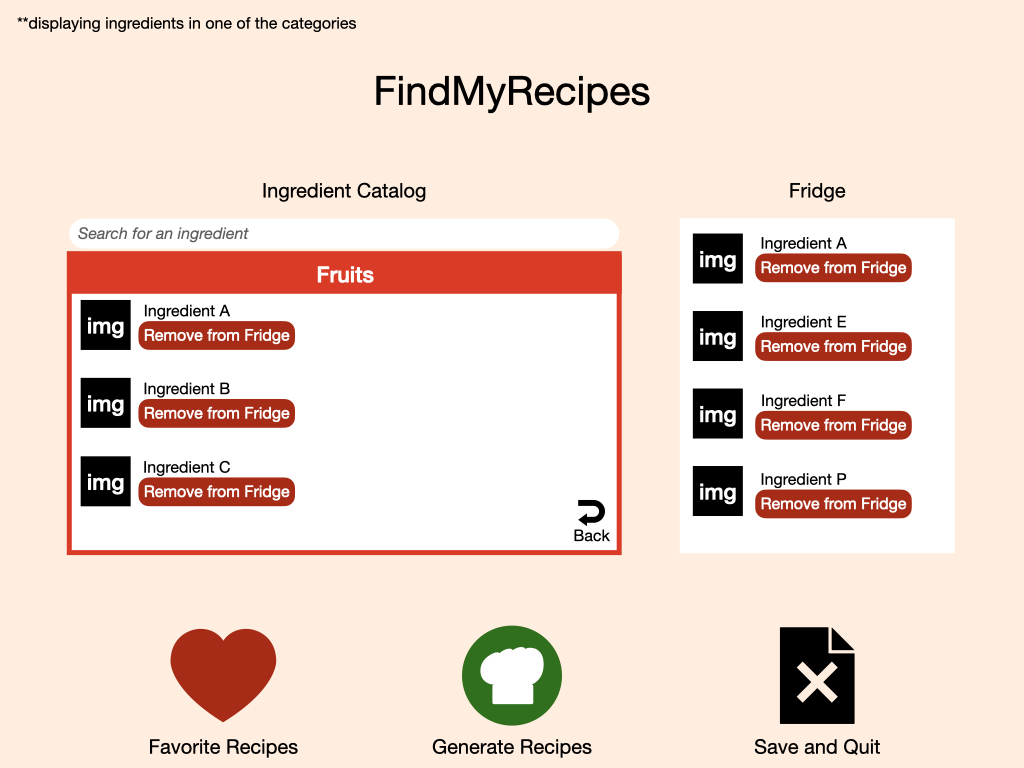 **displaying ingredients in one of the categories
FindMyRecipes
Ingredient Catalog
Search for an ingredient
Fruits
img
Ingredient A
Remove from Fridge
img
Ingredient B
Remove from Fridge
img
Ingredient C
Remove from Fridge
Back
Fridge
img
Ingredient A
Remove from Fridge
img
Ingredient E
Remove from Fridge
img
Ingredient F
Remove from Fridge
img
Ingredient P
Remove from Fridge
Favorite Recipes
Generate Recipes
Save and Quit